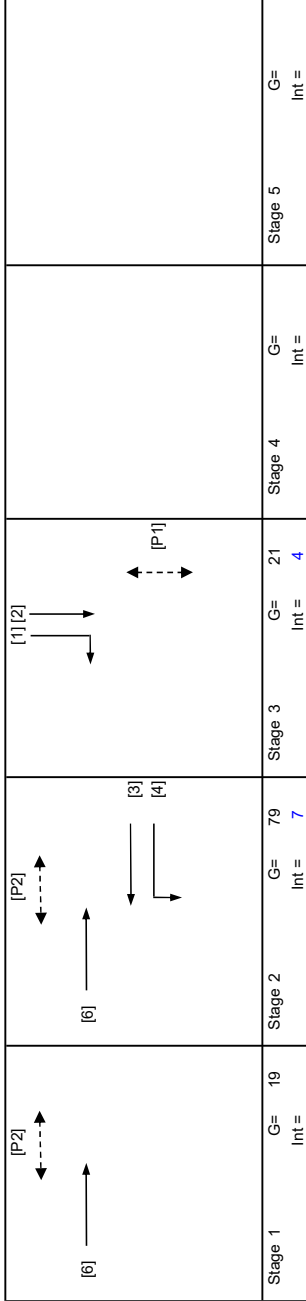 [P2]
[6]
Stage 1 G= 19
Int =
[P2]
[6]
[3]
[4]
Stage 2 G= 79
Int = 7
[1] [2]
[P1]
Stage 3 G= 21
Int = 4
Stage 4 G=
Int =
Stage 5 G=
Int =